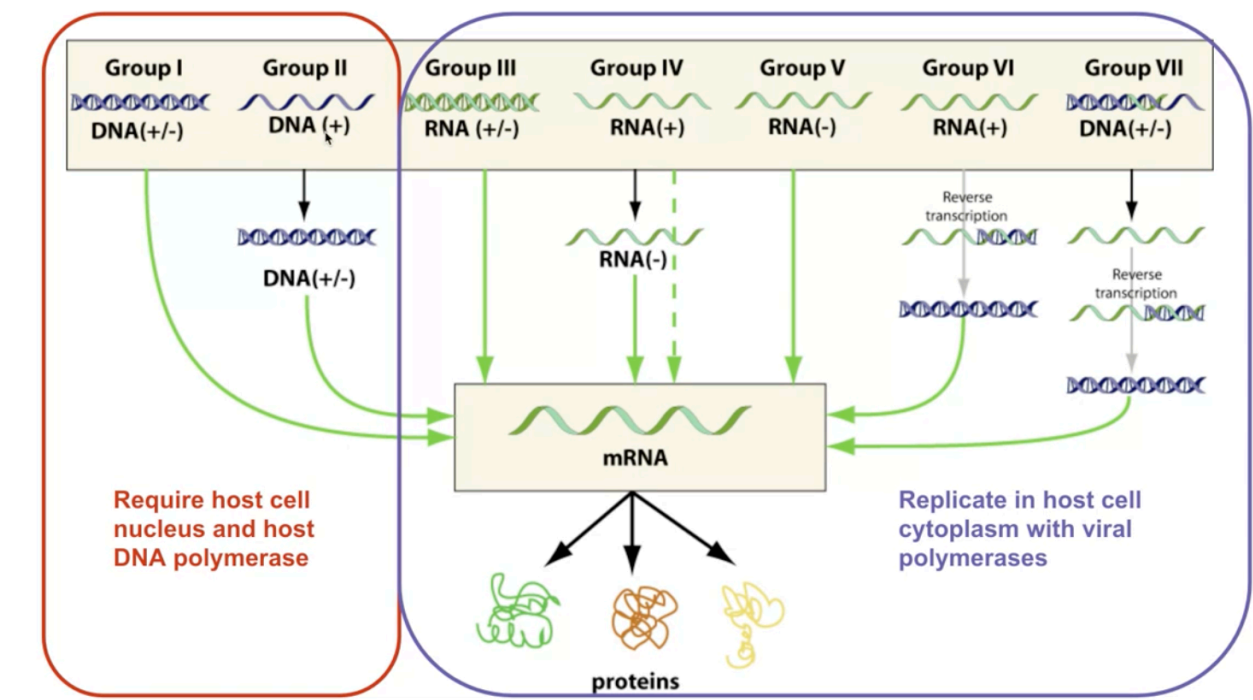 Group I
Group II
Group III
Group IV
Group V
Group VI
Group VII
DNA(+/-)
DNA (+)
RNA (+/-)
RNA(+)
RNA(-)
RNA(+)
DNA(+/-)
DNA(+/-)
RNA(-)
Reverse
transcription
Reverse
transcription
mRNA
Require host cell
nucleus and host
DNA polymerase
Replicate in host cell
cytoplasm with viral
polymerases
proteins